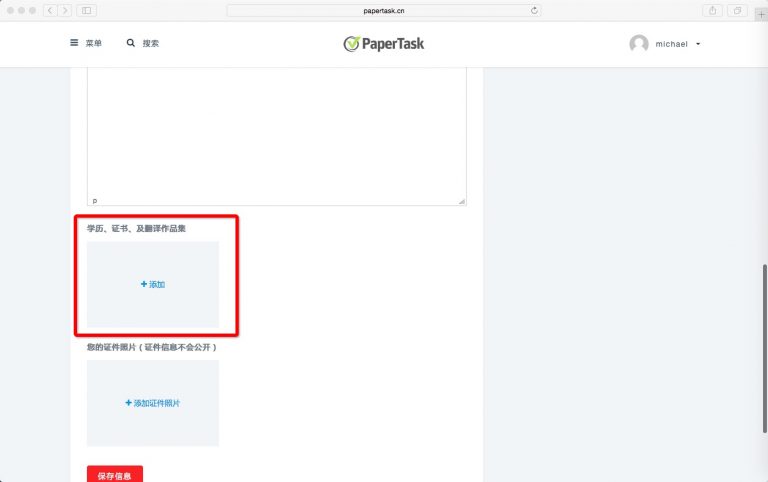 papertask.cn
菜单 搜索 PaperTask michael
p
学历、证书、及翻译作品集
+ 添加
您的证件照片（证件信息不会公开）
+ 添加证件照片
保存信息